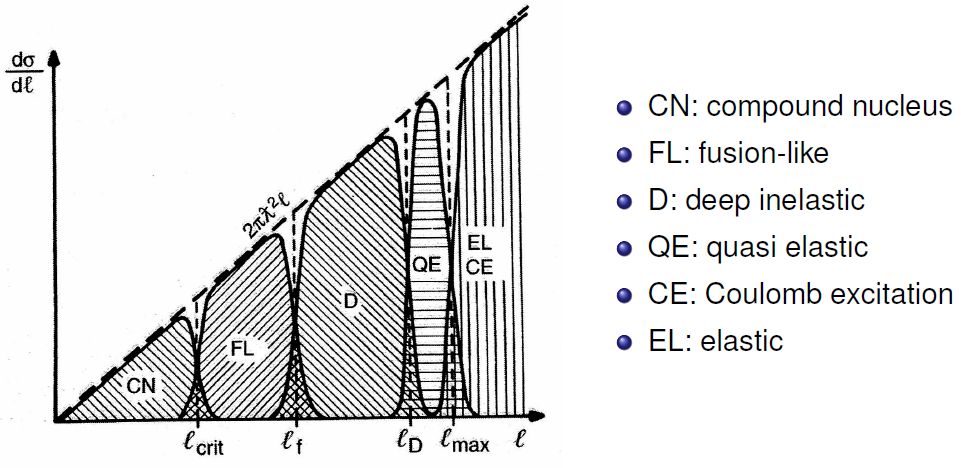 dσ
dℓ
2πƛ²ℓ
CN
FL
D
QE
EL
CE
ℓcrit
ℓf
ℓD
ℓmax
ℓ
CN: compound nucleus
FL: fusion-like
D: deep inelastic
QE: quasi elastic
CE: Coulomb excitation
EL: elastic